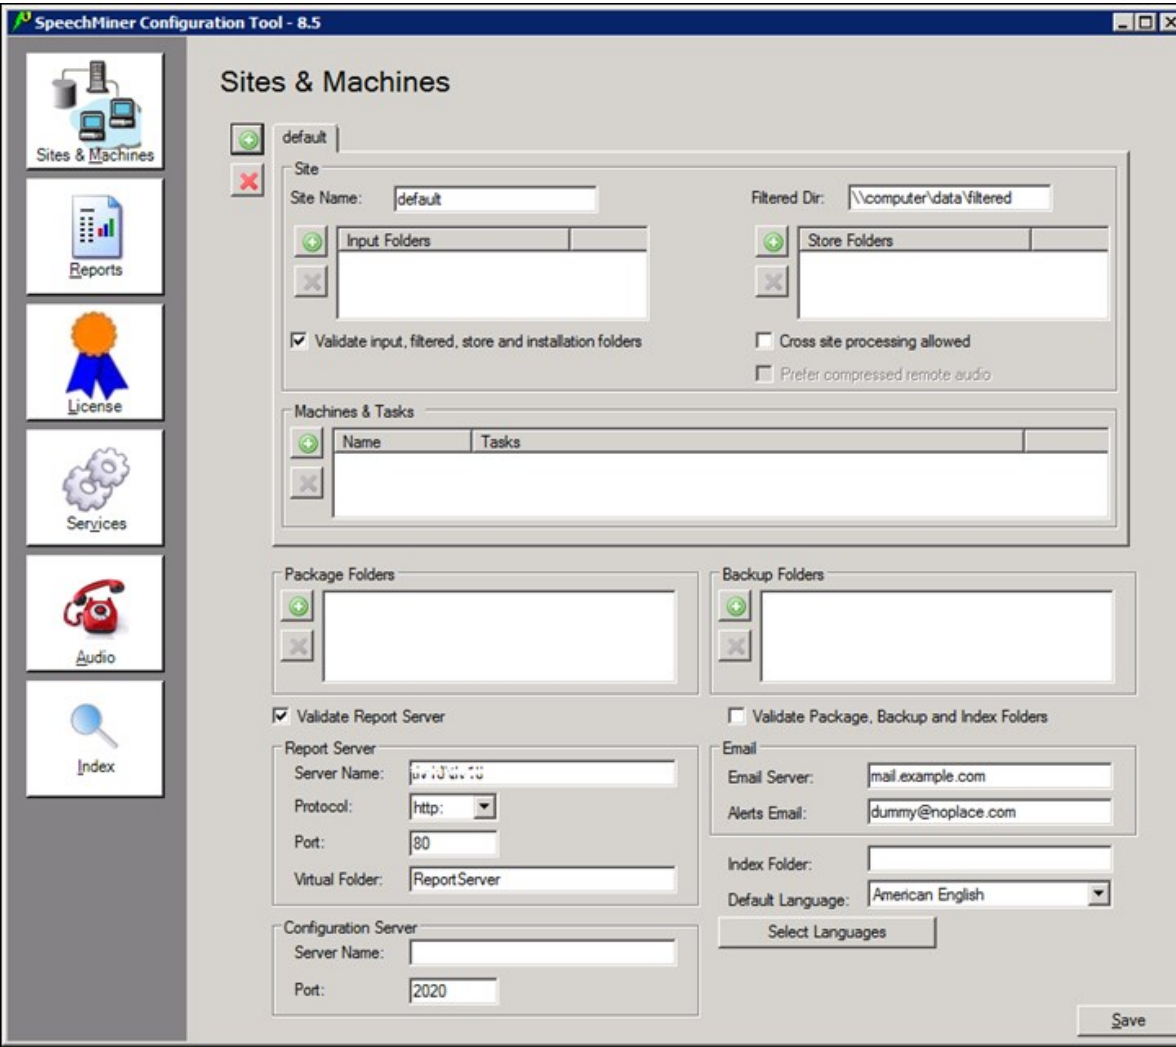 SpeechMiner Configuration Tool - 8.5
Sites & Machines
Reports
License
Services
Audio
Index
Sites & Machines
default
Site
Site Name: default
Filtered Dir: \\computer\data\filtered
Input Folders
Store Folders
Validate input, filtered, store and installation folders
Cross site processing allowed
Prefer compressed remote audio
Machines & Tasks
Name Tasks
Package Folders
Backup Folders
Validate Report Server
Validate Package, Backup and Index Folders
Report Server
Server Name:
Protocol: http:
Port: 80
Virtual Folder: ReportServer
Email
Email Server: mail.example.com
Alerts Email: dummy@noplace.com
Index Folder:
Default Language: American English
Select Languages
Configuration Server
Server Name:
Port: 2020
Save